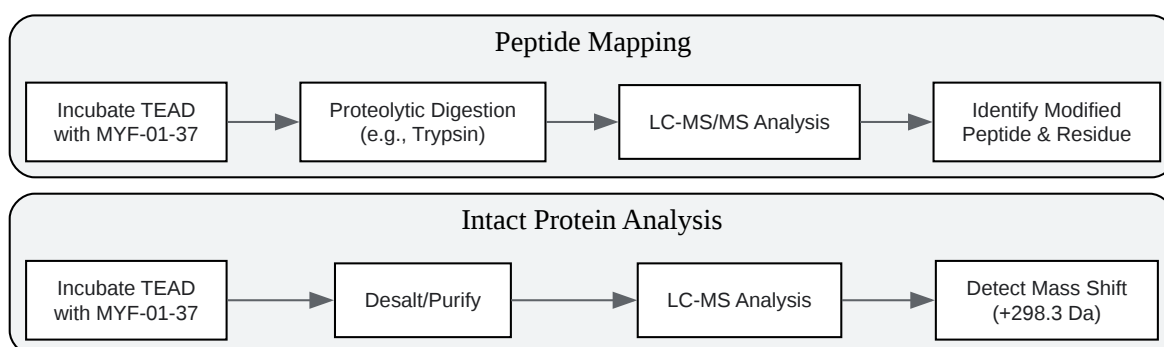 Peptide Mapping
Incubate TEAD
with MYF-01-37
Proteolytic Digestion
(e.g., Trypsin)
LC-MS/MS Analysis
Identify Modified
Peptide & Residue
Intact Protein Analysis
Incubate TEAD
with MYF-01-37
Desalt/Purify
LC-MS Analysis
Detect Mass Shift
(+298.3 Da)